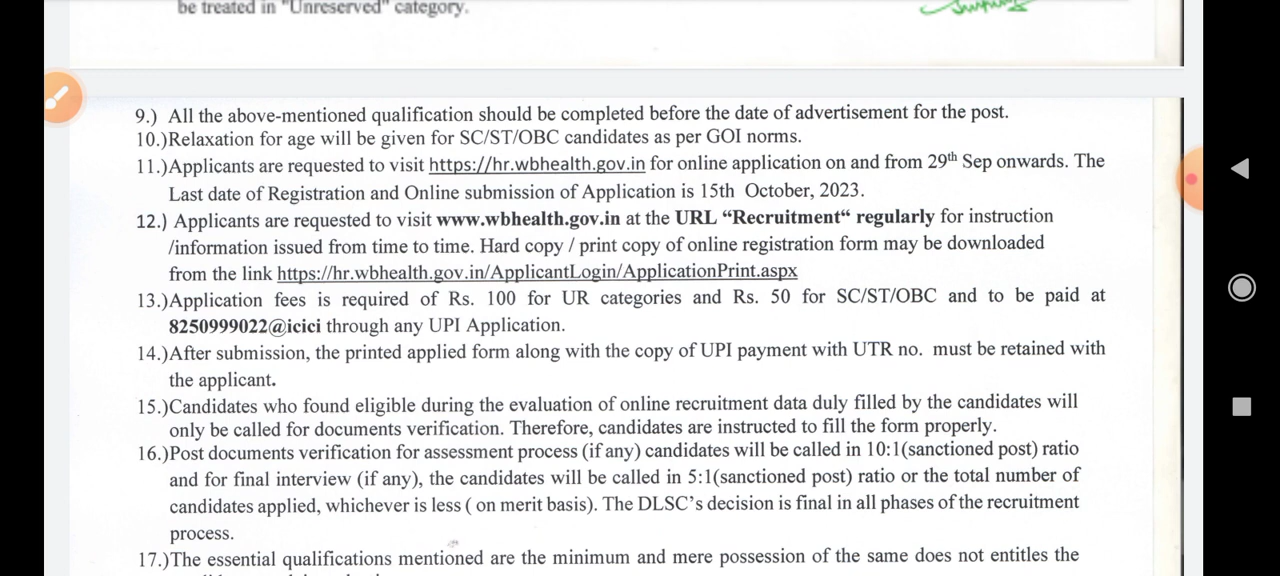 be treated in "Unreserved" category.
9.) All the above-mentioned qualification should be completed before the date of advertisement for the post.
10.)Relaxation for age will be given for SC/ST/OBC candidates as per GOI norms.
11.)Applicants are requested to visit https://hr.wbhealth.gov.in for online application on and from 29th Sep onwards. The
Last date of Registration and Online submission of Application is 15th October, 2023.
12.) Applicants are requested to visit www.wbhealth.gov.in at the URL “Recruitment“ regularly for instruction
/information issued from time to time. Hard copy / print copy of online registration form may be downloaded
from the link https://hr.wbhealth.gov.in/ApplicantLogin/ApplicationPrint.aspx
13.)Application fees is required of Rs. 100 for UR categories and Rs. 50 for SC/ST/OBC and to be paid at
8250999022@icici through any UPI Application.
14.)After submission, the printed applied form along with the copy of UPI payment with UTR no. must be retained with
the applicant.
15.)Candidates who found eligible during the evaluation of online recruitment data duly filled by the candidates will
only be called for documents verification. Therefore, candidates are instructed to fill the form properly.
16.)Post documents verification for assessment process (if any) candidates will be called in 10:1(sanctioned post) ratio
and for final interview (if any), the candidates will be called in 5:1(sanctioned post) ratio or the total number of
candidates applied, whichever is less ( on merit basis). The DLSC’s decision is final in all phases of the recruitment
process.
17.)The essential qualifications mentioned are the minimum and mere possession of the same does not entitles the